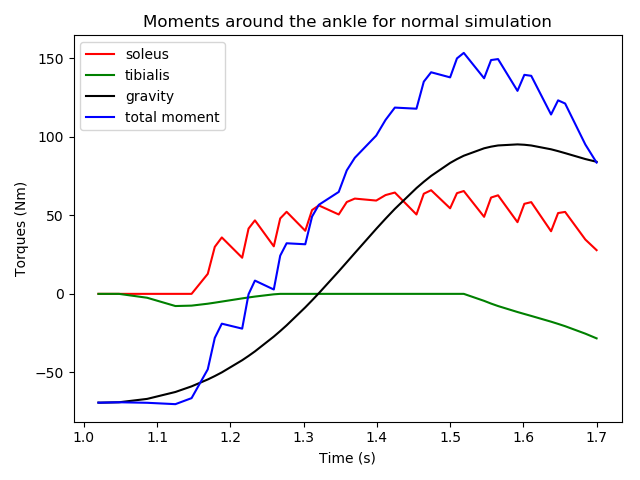 Moments around the ankle for normal simulation
soleus
tibialis
gravity
total moment
Torques (Nm)
150
100
50
0
−50
1.0 1.1 1.2 1.3 1.4 1.5 1.6 1.7
Time (s)